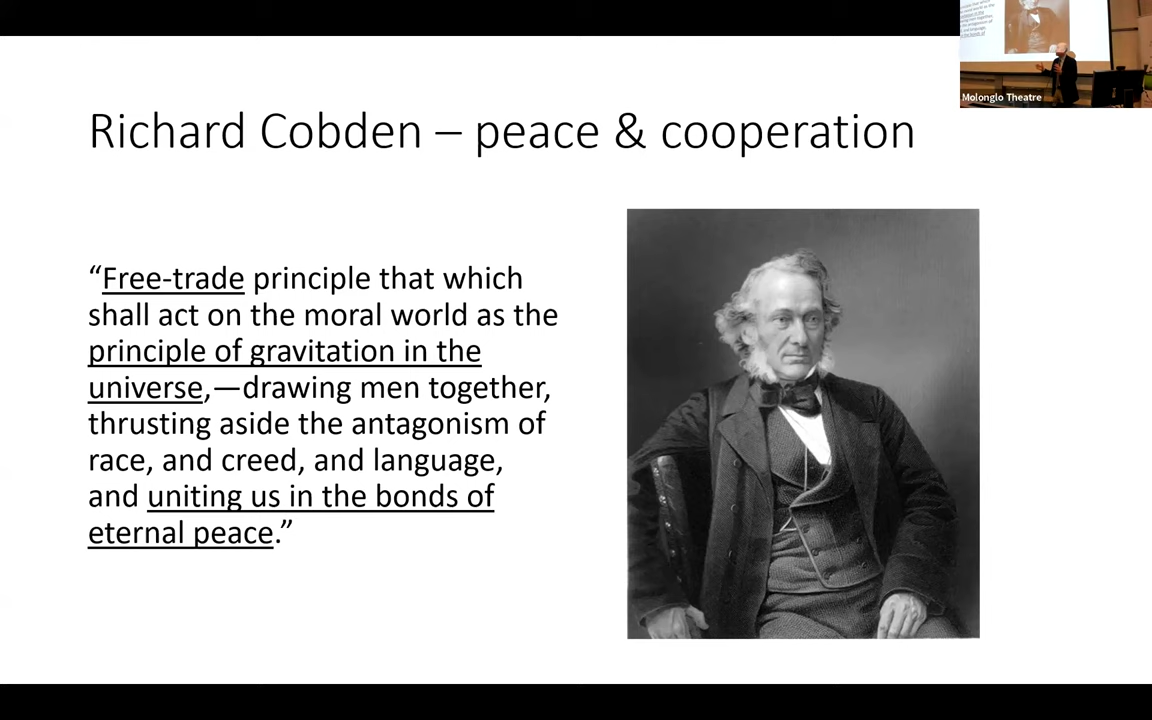 Richard Cobden – peace & cooperation
“Free-trade principle that which
shall act on the moral world as the
principle of gravitation in the
universe,—drawing men together,
thrusting aside the antagonism of
race, and creed, and language,
and uniting us in the bonds of
eternal peace.”
Molonglo Theatre